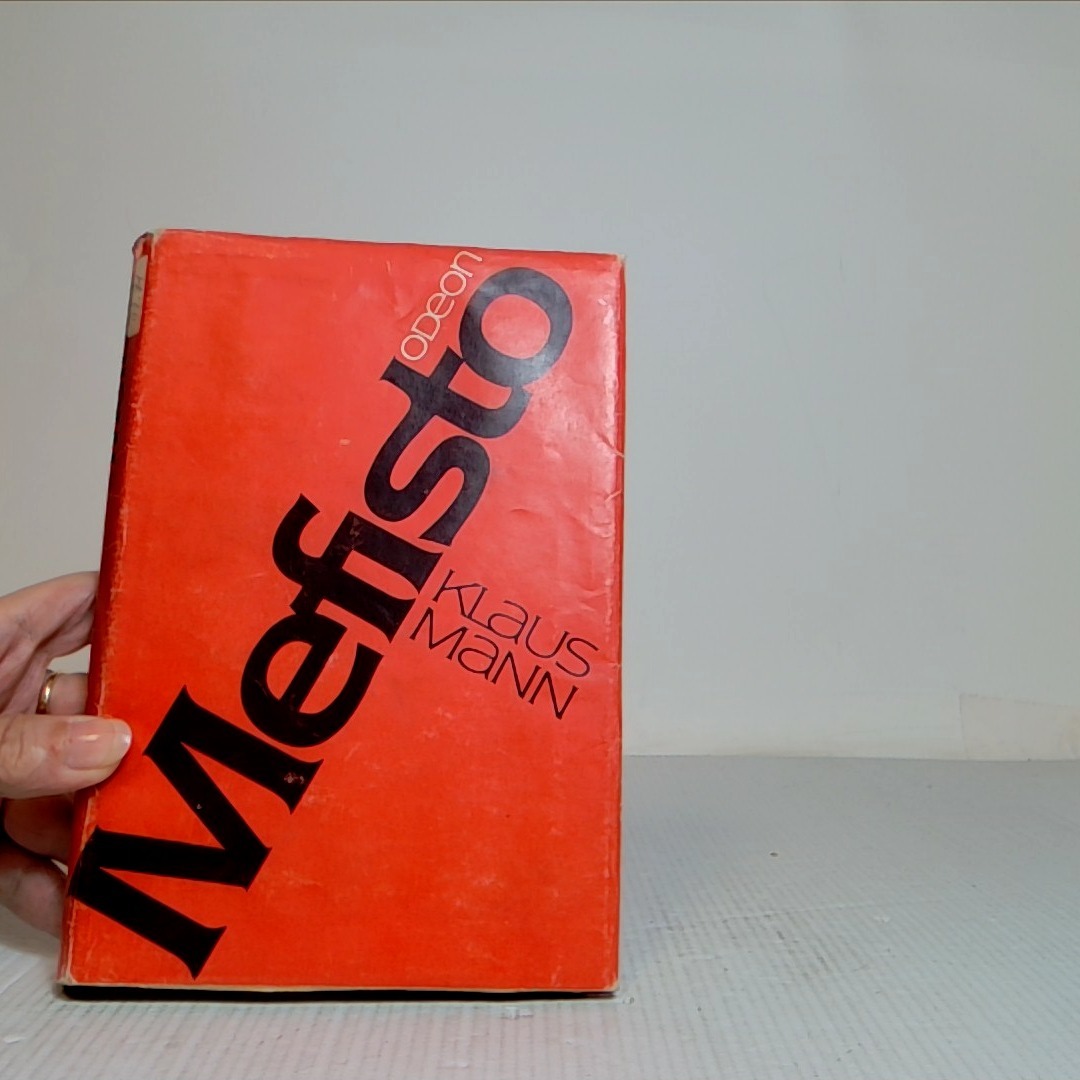 ODeon
Mefisto
KLaus
MaNN